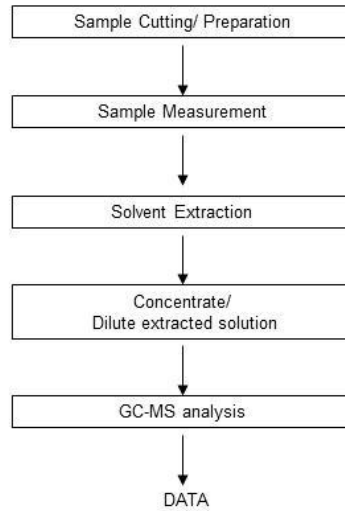 Sample Cutting/ Preparation
Sample Measurement
Solvent Extraction
Concentrate/
Dilute extracted solution
GC-MS analysis
DATA